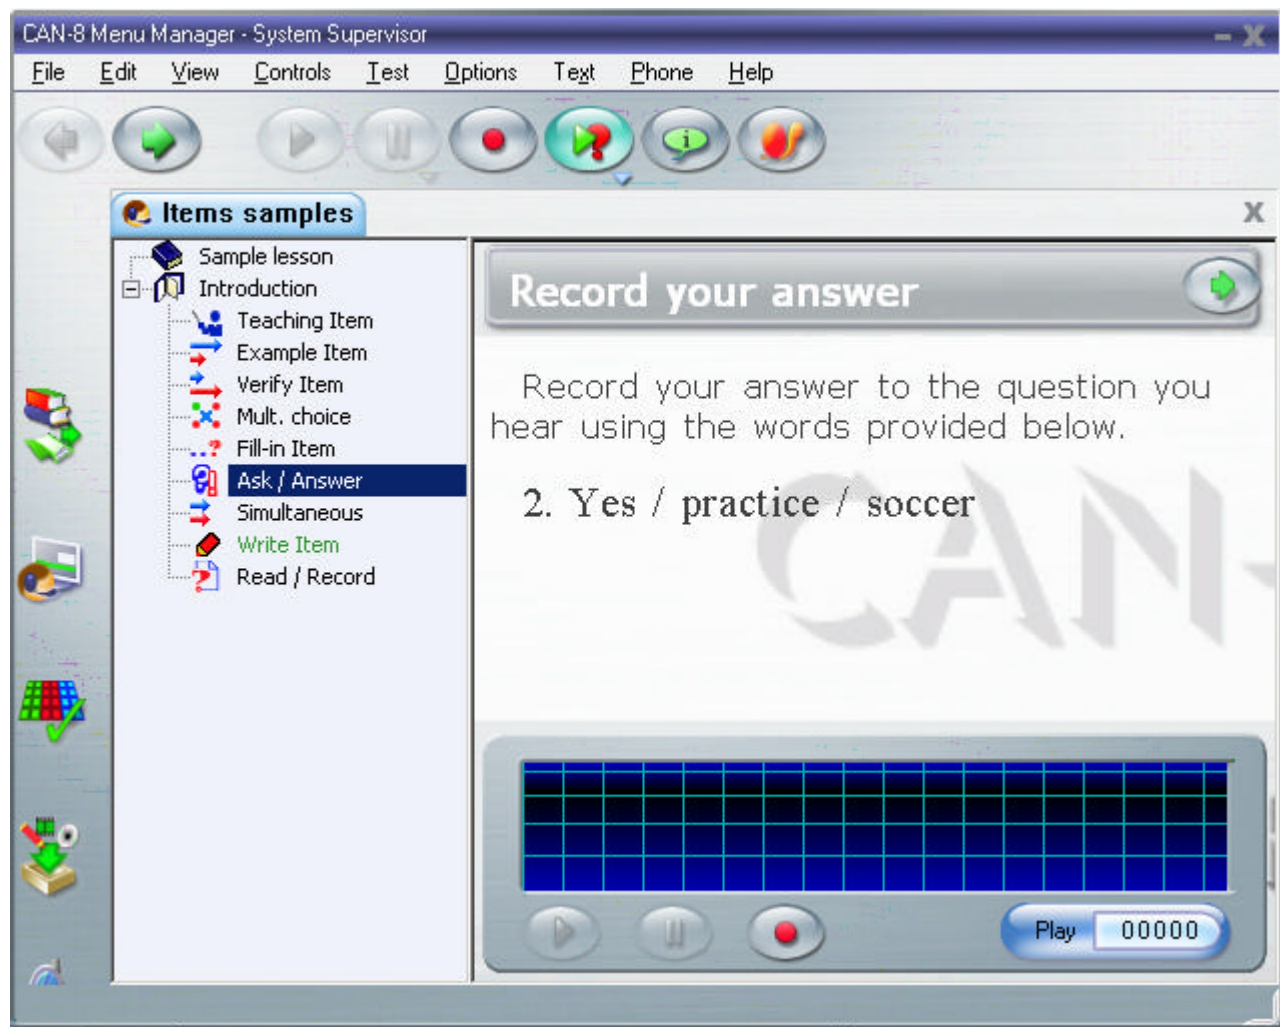 CAN-8 Menu Manager - System Supervisor
File Edit View Controls Test Options Text Phone Help
Items samples
Sample lesson
Introduction
Teaching Item
Example Item
Verify Item
Mult. choice
Fill-in Item
Ask / Answer
Simultaneous
Write Item
Read / Record
Record your answer
Record your answer to the question you
hear using the words provided below.
2. Yes / practice / soccer
CAN-
Play 00000